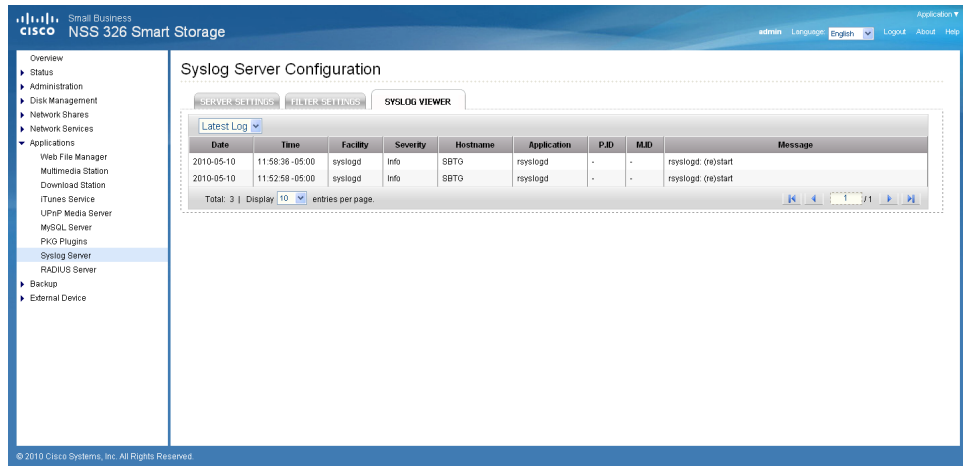 Small Business
CISCO NSS 326 Smart Storage
Application
admin Language: English Logout About Help
Overview
Status
Administration
Disk Management
Network Shares
Network Services
Applications
Web File Manager
Multimedia Station
Download Station
iTunes Service
UPnP Media Server
MySQL Server
PKG Plugins
Syslog Server
RADIUS Server
Backup
External Device
Syslog Server Configuration
SERVER SETTINGS FILTER SETTINGS SYSLOG VIEWER
Latest Log
Date Time Facility Severity Hostname Application P.ID M.ID Message
2010-05-10 11:58:36 -05:00 syslogd Info SBTG rsyslogd - - rsyslogd: (re)start
2010-05-10 11:52:58 -05:00 syslogd Info SBTG rsyslogd - - rsyslogd: (re)start
Total: 3 | Display 10 entries per page.
1 / 1
© 2010 Cisco Systems, Inc. All Rights Reserved.